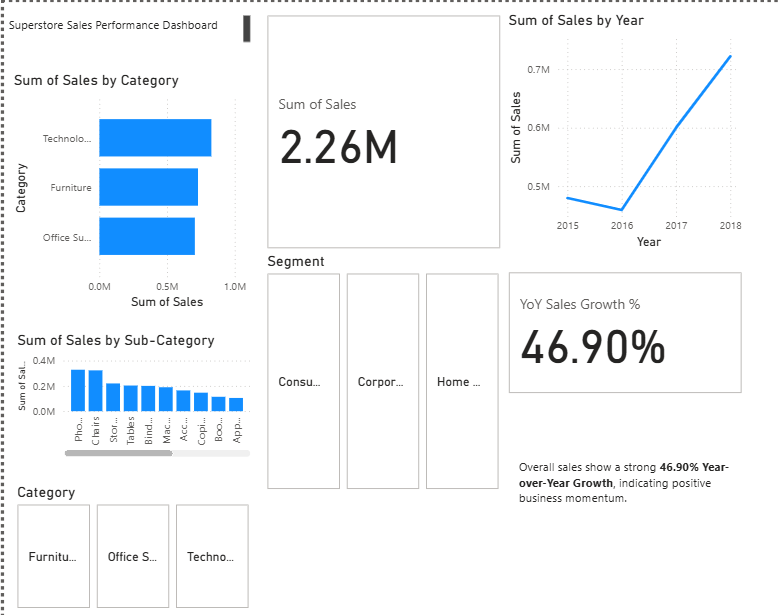 Superstore Sales Performance Dashboard
Sum of Sales by Category
Category
Technolo...
Furniture
Office Su...
0.0M 0.5M 1.0M
Sum of Sales
Sum of Sales by Sub-Category
Sum of Sal...
0.4M
0.2M
0.0M
Pho...
Chairs
Stor...
Tables
Bind...
Mac...
Acc...
Copi...
Boo...
App...
Category
Furnitu...
Office S...
Techno...
Sum of Sales
2.26M
Segment
Consu...
Corpor...
Home ...
Sum of Sales by Year
Sum of Sales
0.7M
0.6M
0.5M
2015 2016 2017 2018
Year
YoY Sales Growth %
46.90%
Overall sales show a strong 46.90% Year-
over-Year Growth, indicating positive
business momentum.